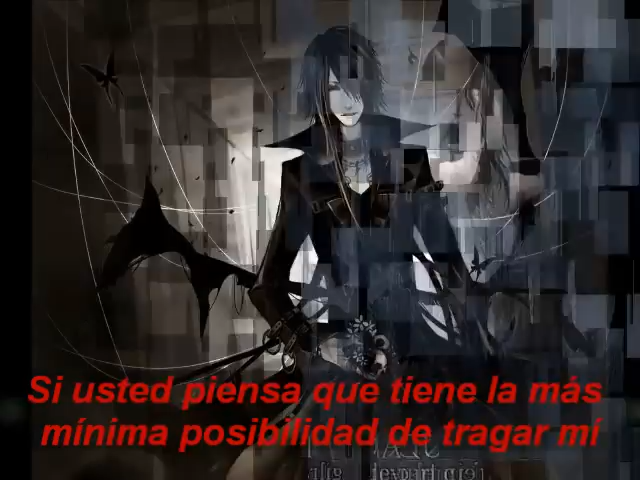 Si usted piensa que tiene la más
mínima posibilidad de tragar mí